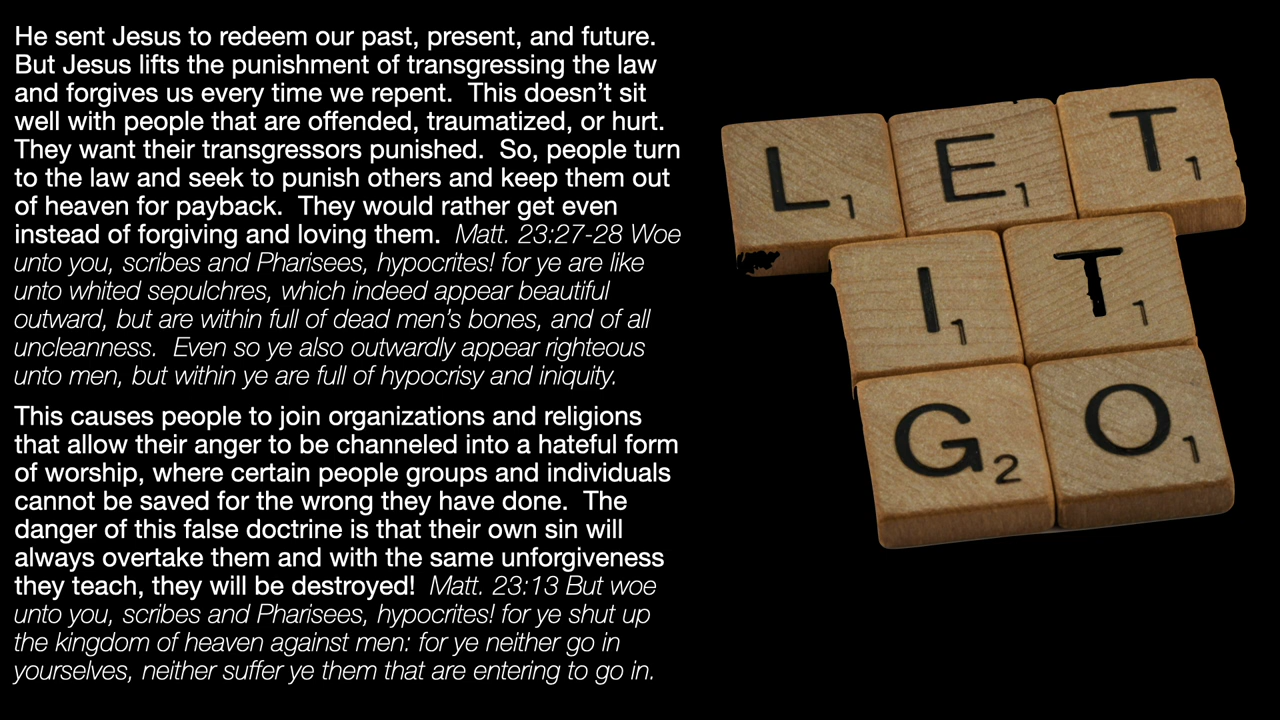 He sent Jesus to redeem our past, present, and future.
But Jesus lifts the punishment of transgressing the law
and forgives us every time we repent.  This doesn’t sit
well with people that are offended, traumatized, or hurt.
They want their transgressors punished.  So, people turn
to the law and seek to punish others and keep them out
of heaven for payback.  They would rather get even
instead of forgiving and loving them.  Matt. 23:27-28 Woe
unto you, scribes and Pharisees, hypocrites! for ye are like
unto whited sepulchres, which indeed appear beautiful
outward, but are within full of dead men’s bones, and of all
uncleanness.  Even so ye also outwardly appear righteous
unto men, but within ye are full of hypocrisy and iniquity.
This causes people to join organizations and religions
that allow their anger to be channeled into a hateful form
of worship, where certain people groups and individuals
cannot be saved for the wrong they have done.  The
danger of this false doctrine is that their own sin will
always overtake them and with the same unforgiveness
they teach, they will be destroyed!  Matt. 23:13 But woe
unto you, scribes and Pharisees, hypocrites! for ye shut up
the kingdom of heaven against men: for ye neither go in
yourselves, neither suffer ye them that are entering to go in.
L1 E1 T1
I1 T1
G2 O1